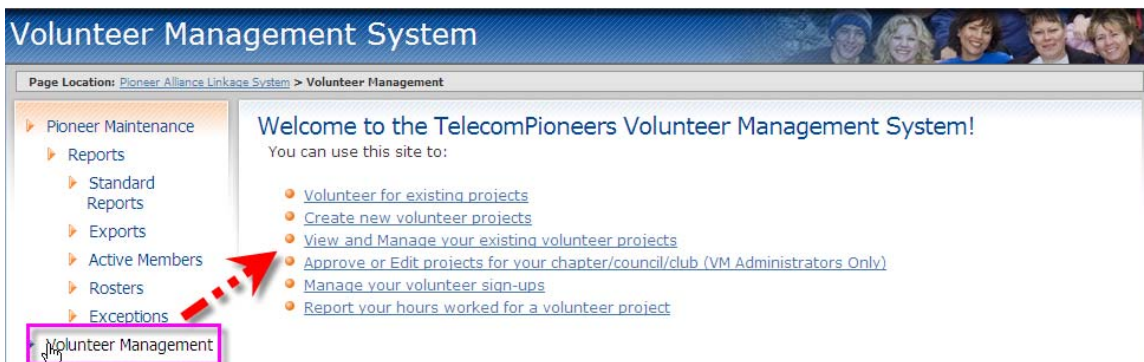 Volunteer Management System
Page Location: Pioneer Alliance Linkage System > Volunteer Management
Pioneer Maintenance
Reports
Standard
Reports
Exports
Active Members
Rosters
Exceptions
Volunteer Management
Welcome to the TelecomPioneers Volunteer Management System!
You can use this site to:
Volunteer for existing projects
Create new volunteer projects
View and Manage your existing volunteer projects
Approve or Edit projects for your chapter/council/club (VM Administrators Only)
Manage your volunteer sign-ups
Report your hours worked for a volunteer project